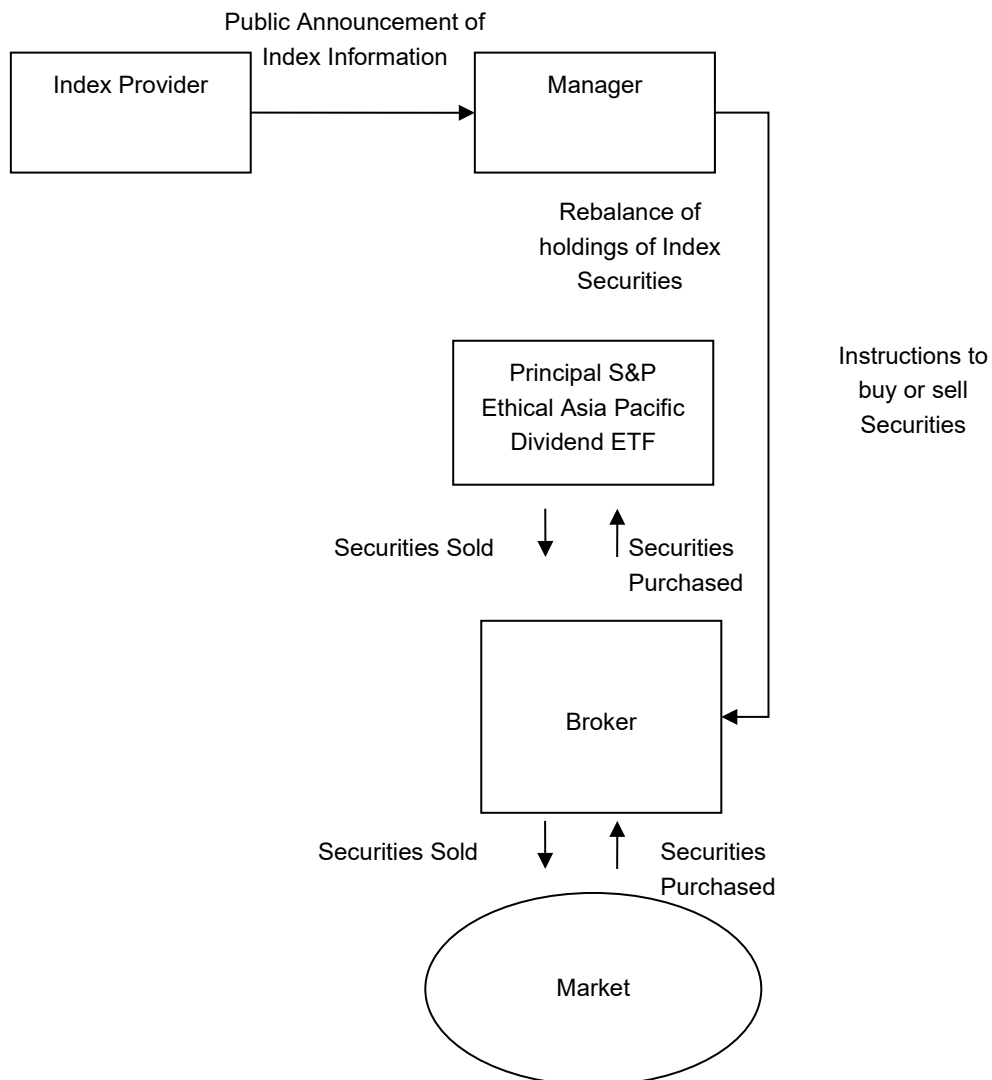 Public Announcement of
Index Information
Index Provider
Manager
Rebalance of
holdings of Index
Securities
Instructions to
buy or sell
Securities
Principal S&P
Ethical Asia Pacific
Dividend ETF
Securities Sold
Securities
Purchased
Broker
Securities Sold
Securities
Purchased
Market